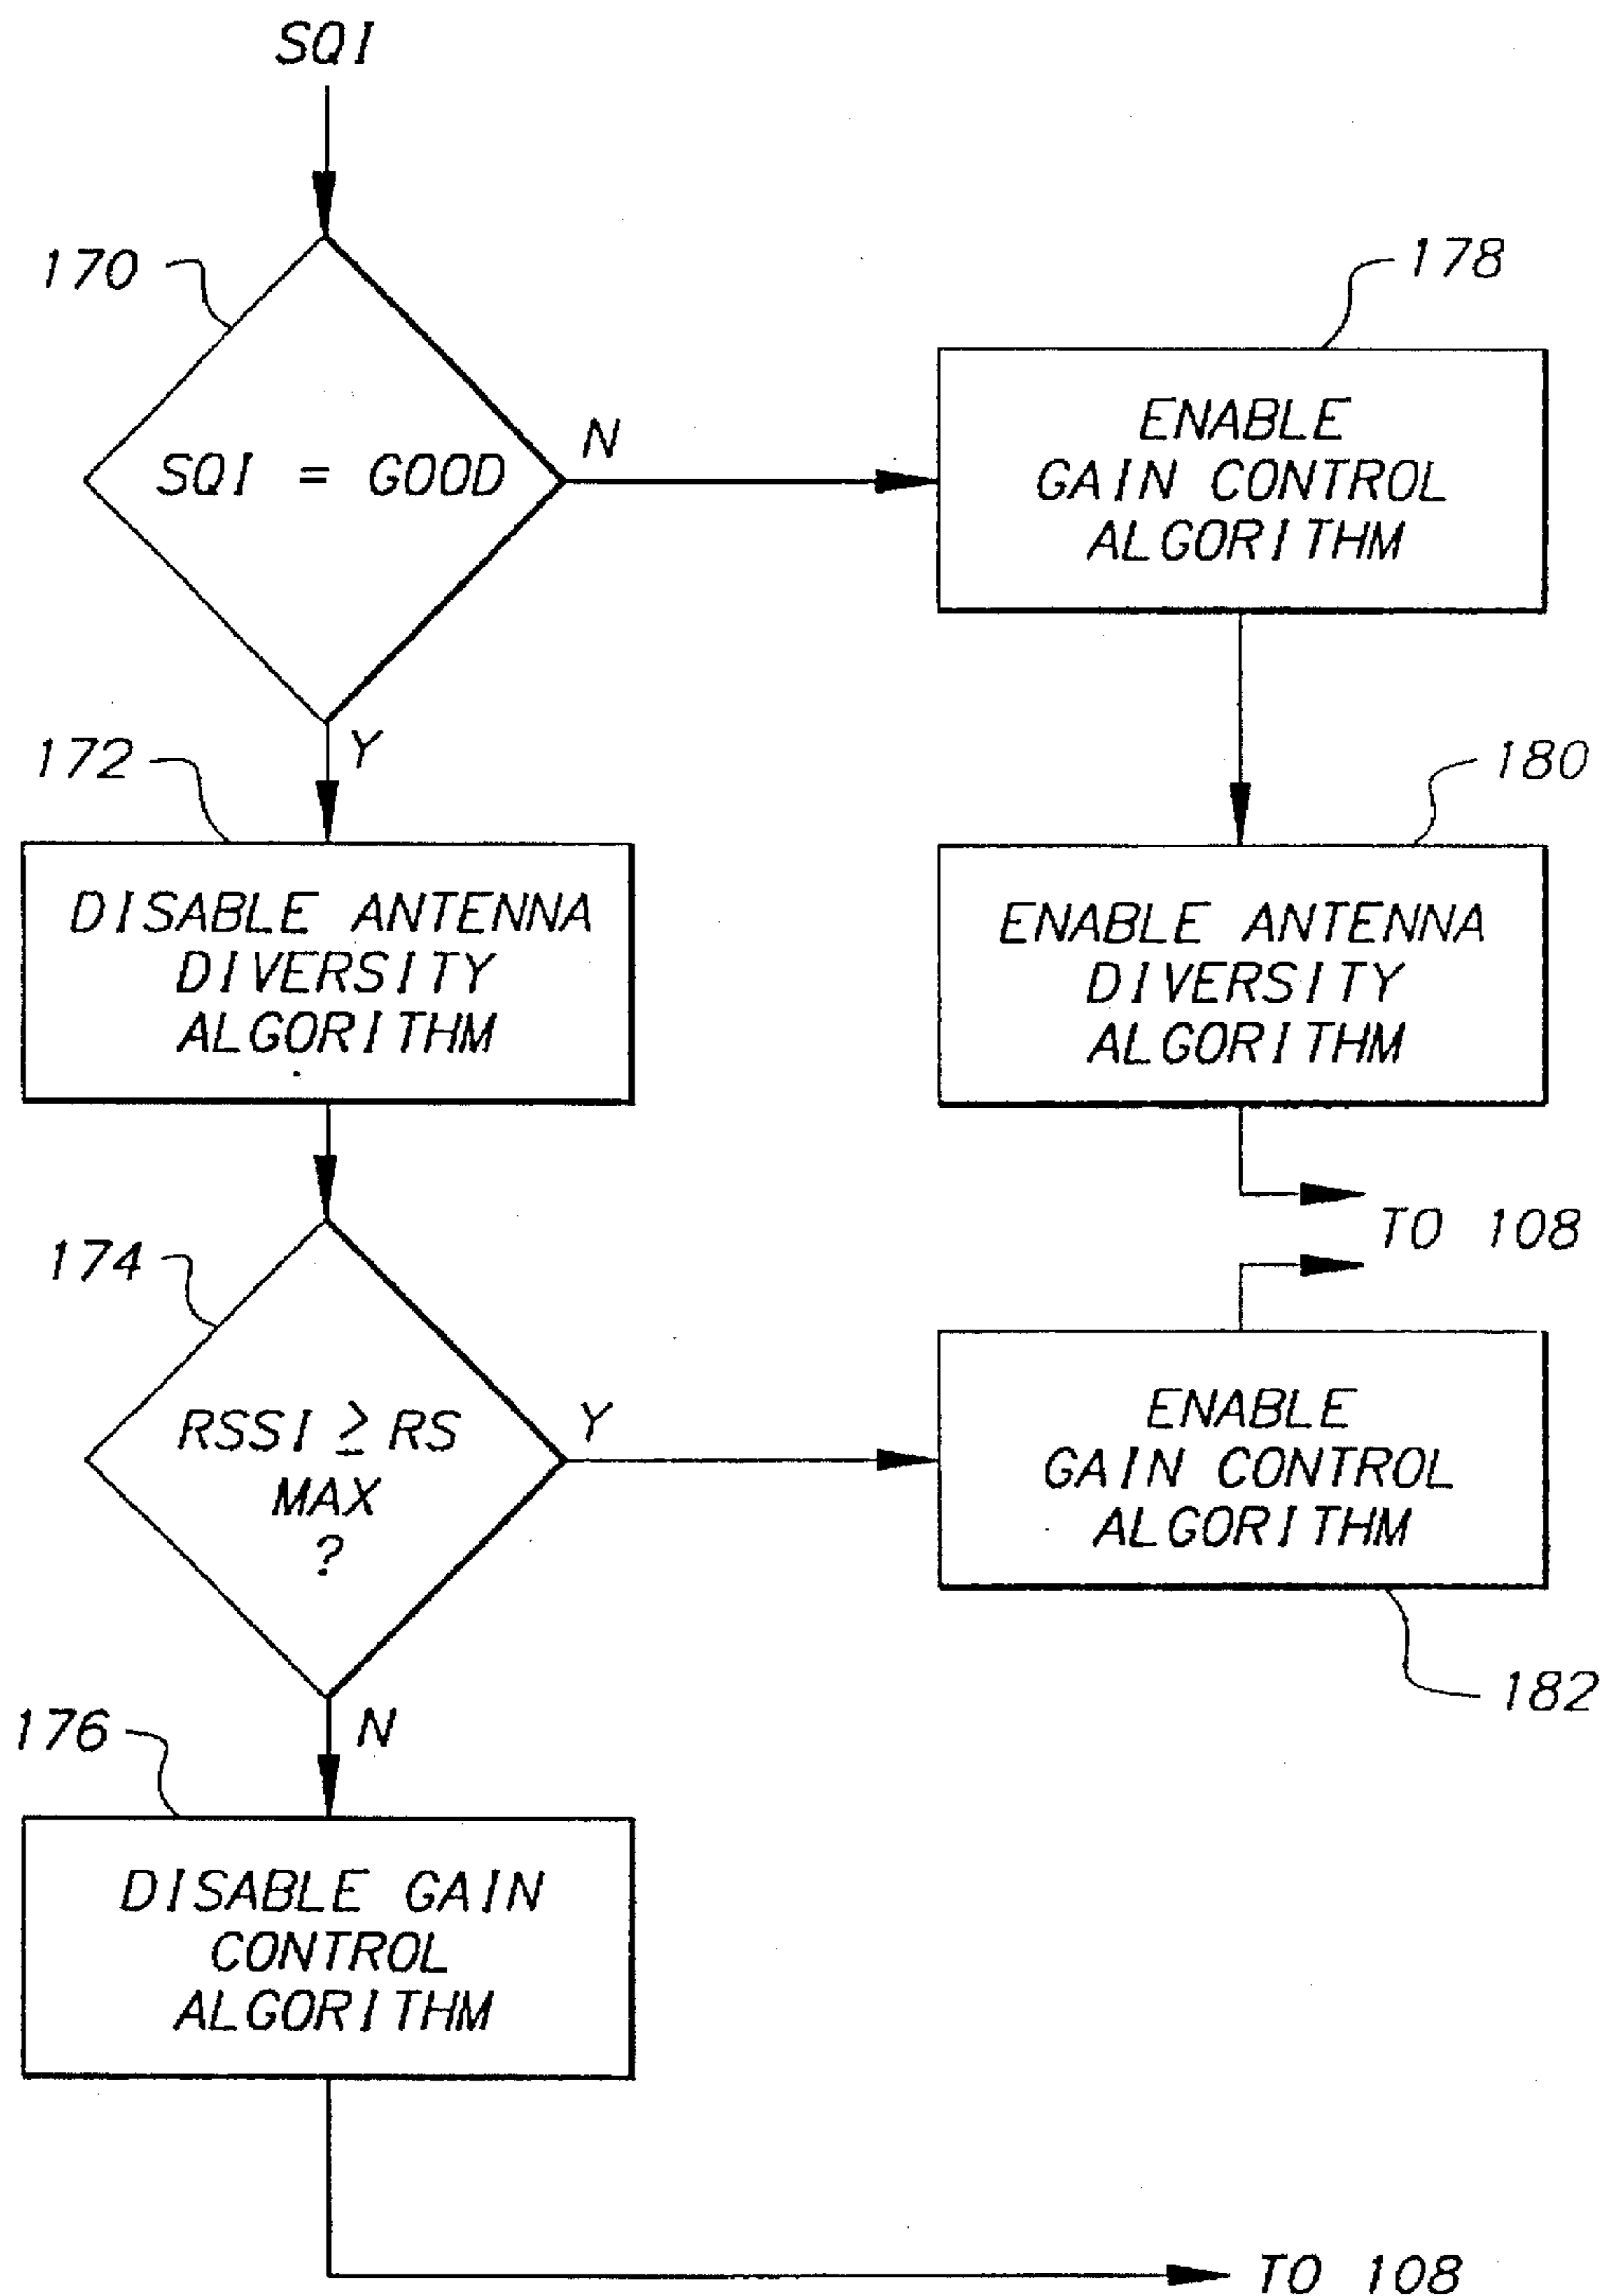 SQI
170
SQI = GOOD
N
Y
178
ENABLE
GAIN CONTROL
ALGORITHM
172
DISABLE ANTENNA
DIVERSITY
ALGORITHM
180
ENABLE ANTENNA
DIVERSITY
ALGORITHM
TO 108
174
RSSI ≥ RS
MAX
?
Y
N
ENABLE
GAIN CONTROL
ALGORITHM
182
176
DISABLE GAIN
CONTROL
ALGORITHM
TO 108